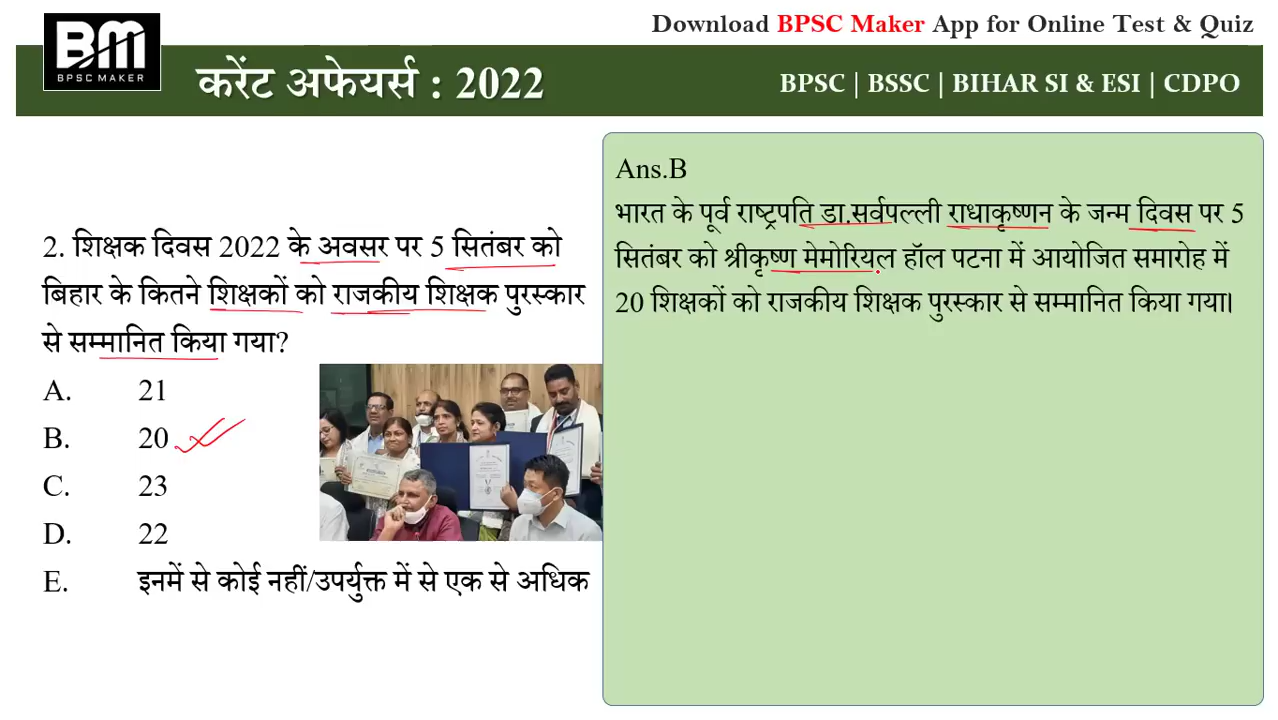 Download BPSC Maker App for Online Test & Quiz
BM
BPSC MAKER
करेंट अफेयर्स : 2022
BPSC | BSSC | BIHAR SI & ESI | CDPO
2. शिक्षक दिवस 2022 के अवसर पर 5 सितंबर को
बिहार के कितने शिक्षकों को राजकीय शिक्षक पुरस्कार
से सम्मानित किया गया?
A. 21
B. 20
C. 23
D. 22
E. इनमें से कोई नहीं/उपर्युक्त में से एक से अधिक
Ans.B
भारत के पूर्व राष्ट्रपति डा.सर्वपल्ली राधाकृष्णन के जन्म दिवस पर 5
सितंबर को श्रीकृष्ण मेमोरियल हॉल पटना में आयोजित समारोह में
20 शिक्षकों को राजकीय शिक्षक पुरस्कार से सम्मानित किया गया।